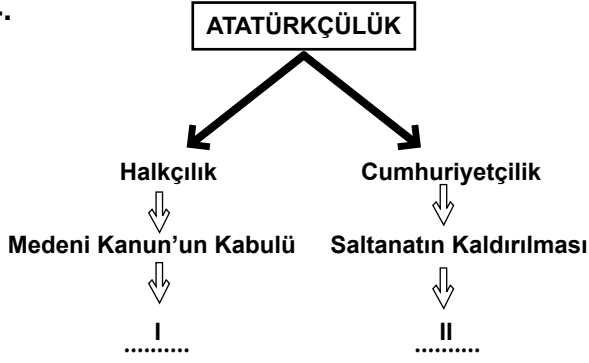 ATATÜRKÇÜLÜK
Halkçılık Cumhuriyetçilik
Medeni Kanun’un Kabulü Saltanatın Kaldırılması
I II
.......... ..........